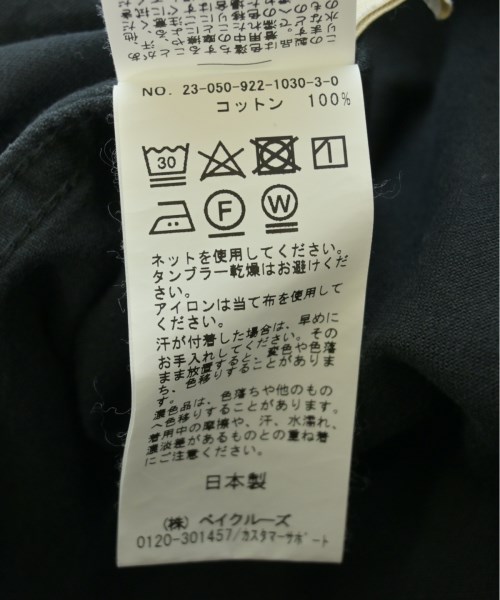 NO. 23-050-922-1030-3-0
コットン 100%
30
F
W
ネットを使用してください。
タンブラー乾燥はお避けくだ
さい。
アイロンは当て布を使用して
ください。
汗が付着した場合は、早めに
お手入れしてください。その
まま放置すると、変色や色落
ち、色移りすることがありま
す。
濃色品は、色落ちや他のもの
へ色移りすることがあります。
着用中の摩擦や、汗、水濡れ、
濃淡差があるものとの重ね着
にご注意ください。
日本製
(株) ベイクルーズ
0120-301457/カスタマーサポート